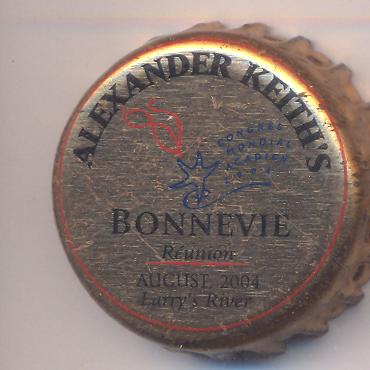 ALEXANDER KEITH'S
CONGRÈS
MONDIAL
ACADIEN
2004
BONNEVIE
Réunion
AUGUST, 2004
Larry's River